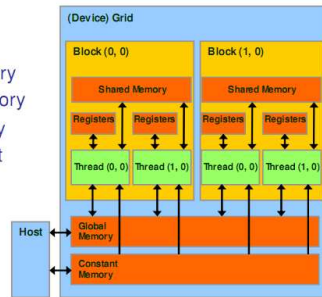 (Device) Grid
Block (0, 0)
Block (1, 0)
ry
Shared Memory
Shared Memory
ory
y
Registers
Registers
Registers
Registers
t
Thread (0, 0)
Thread (1, 0)
Thread (0, 0)
Thread (1, 0)
Host
Global
Memory
Constant
Memory